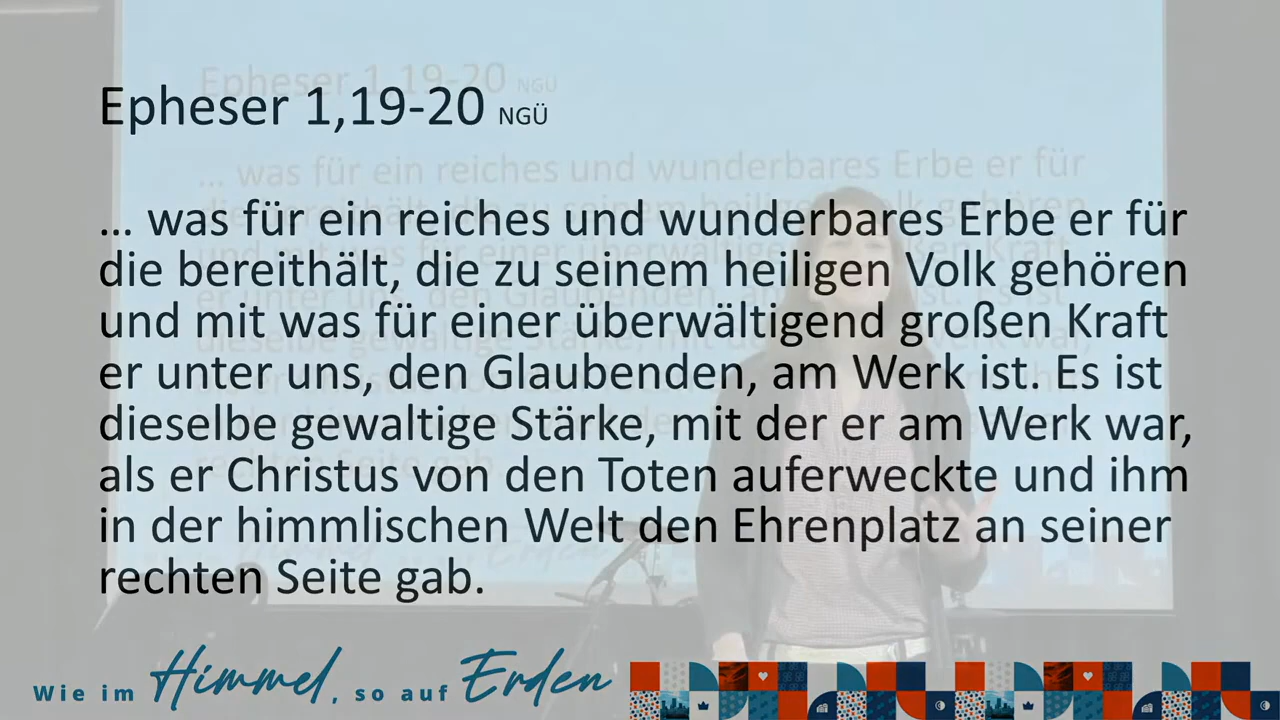 Epheser 1,19-20 NGÜ
... was für ein reiches und wunderbares Erbe er für
die bereithält, die zu seinem heiligen Volk gehören
und mit was für einer überwältigend großen Kraft
er unter uns, den Glaubenden, am Werk ist. Es ist
dieselbe gewaltige Stärke, mit der er am Werk war,
als er Christus von den Toten auferweckte und ihm
in der himmlischen Welt den Ehrenplatz an seiner
rechten Seite gab.
Wie im Himmel, so auf Erden